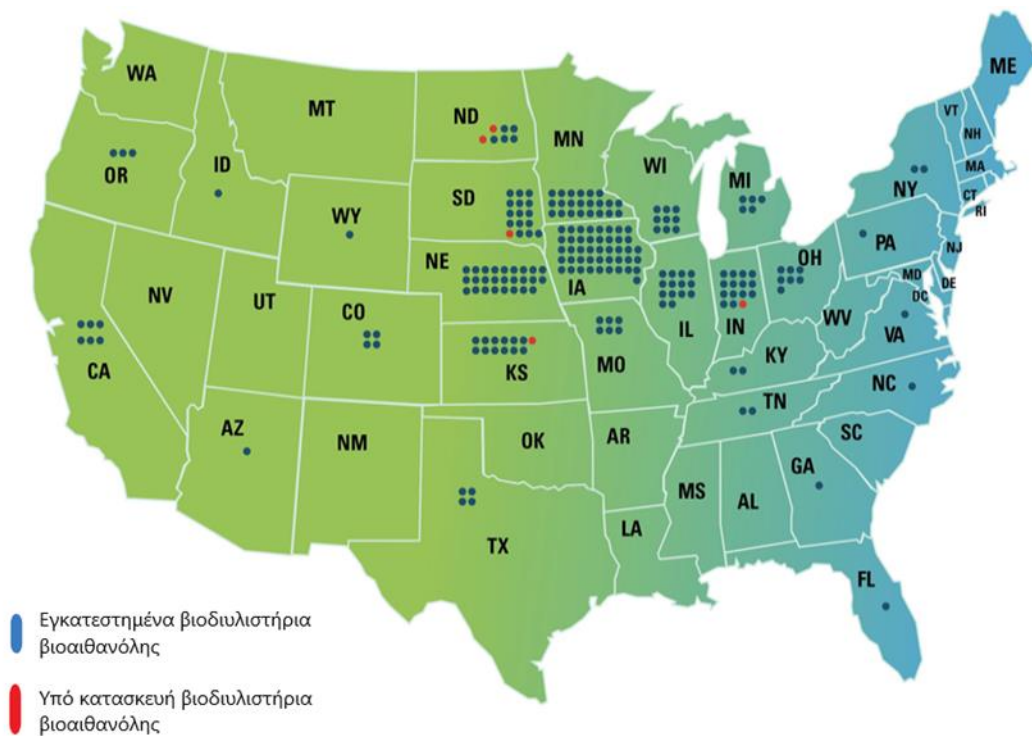 ME
WA
VT
MT
ND
NH
MN
OR
ID
WI
MA
MI
NY
CT
RI
SD
WY
PA
NJ
OH
NE
MD
DE
IA
DC
NV
UT
CO
IL
IN
WV
VA
CA
KS
MO
KY
NC
TN
AZ
OK
AR
NM
SC
GA
MS
AL
LA
TX
FL
Εγκατεστημένα βιοδιυλιστήρια
βιοαιθανόλης
Υπό κατασκευή βιοδιυλιστήρια
βιοαιθανόλης